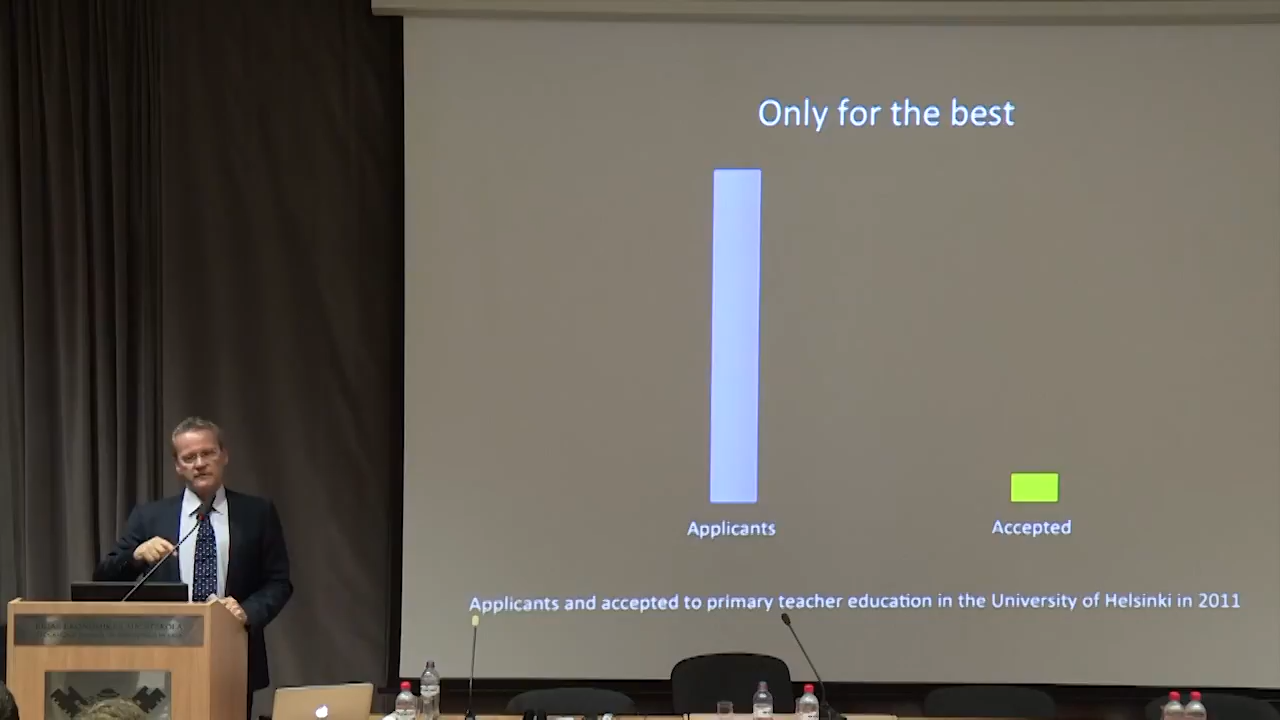 Only for the best
Applicants
Accepted
Applicants and accepted to primary teacher education in the University of Helsinki in 2011